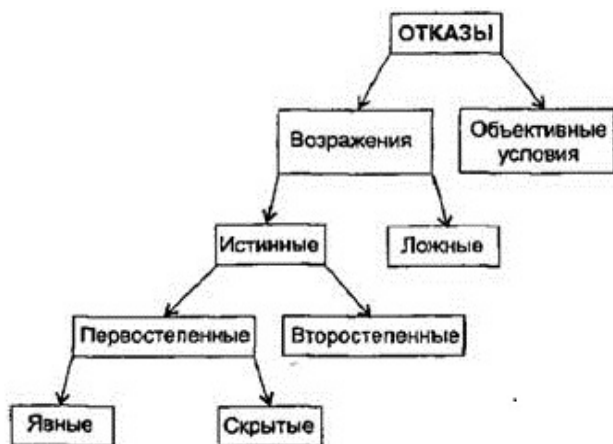 ОТКАЗЫ
Возражения
Объективные
условия
Истинные
Ложные
Первостепенные
Второстепенные
Явные
Скрытые